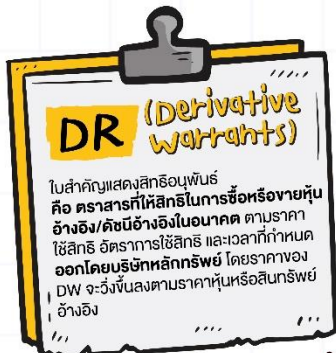 DR (Derivative
Warrants)
ใบสำคัญแสดงสิทธิอนุพันธ์
คือ ตราสารที่ให้สิทธิในการซื้อหรือขายหุ้น
อ้างอิง/ดัชนีอ้างอิงในอนาคต ตามราคา
ใช้สิทธิ อัตราการใช้สิทธิ และเวลาที่กำหนด
ออกโดยบริษัทหลักทรัพย์ โดยราคาของ
DW จะวิ่งขึ้นลงตามราคาหุ้นหรือสินทรัพย์
อ้างอิง